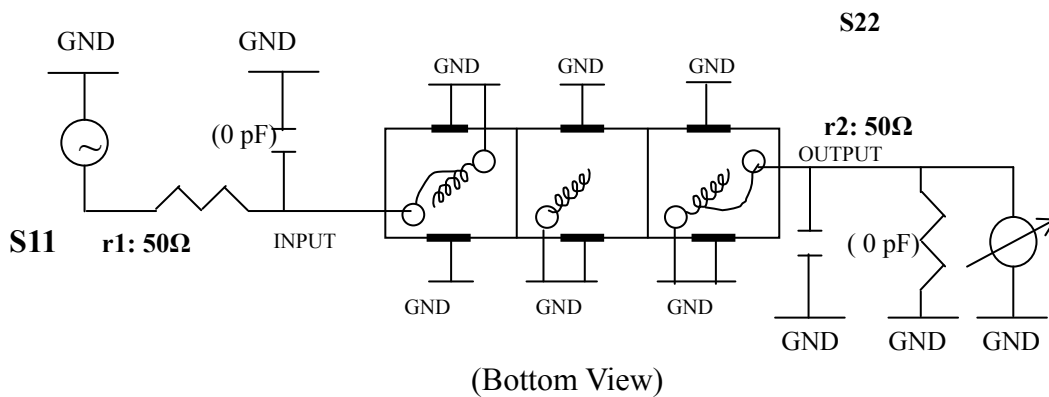 S22
GND
GND
GND
GND
GND
(0 pF)
r2: 50Ω
OUTPUT
S11
r1: 50Ω
INPUT
( 0 pF)
GND
GND
GND
GND
GND
GND
(Bottom View)